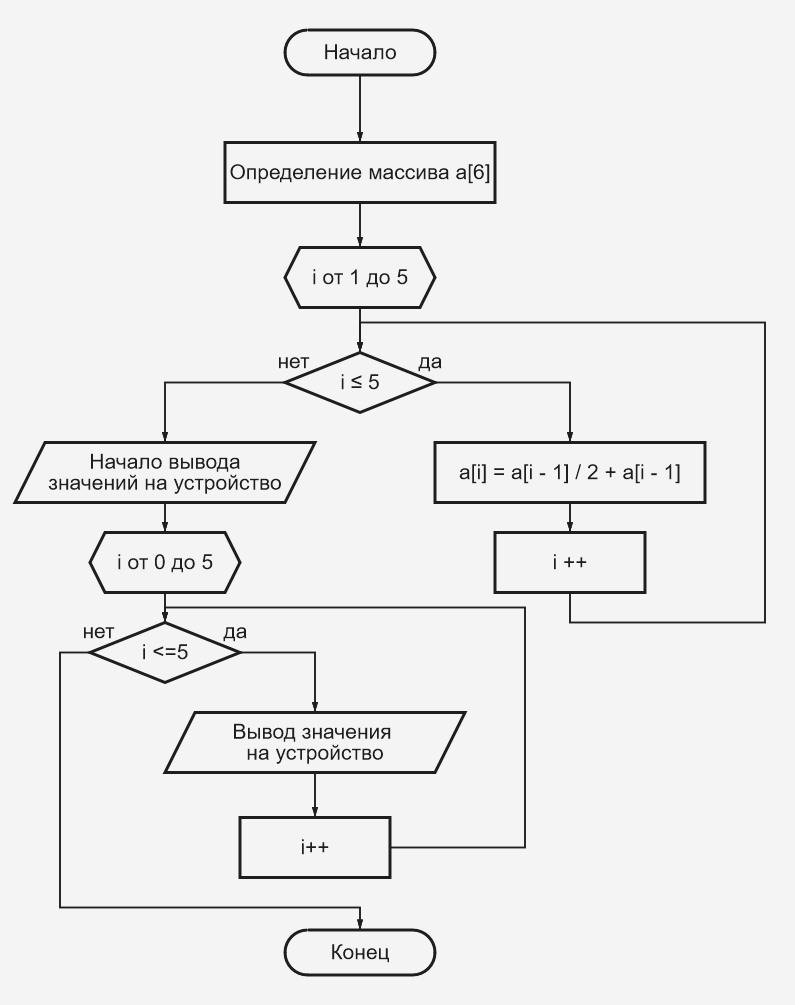 Начало
Определение массива a[6]
i от 1 до 5
нет
да
i ≤ 5
Начало вывода
значений на устройство
a[i] = a[i - 1] / 2 + a[i - 1]
i от 0 до 5
i ++
нет
да
i <=5
Вывод значения
на устройство
i++
Конец